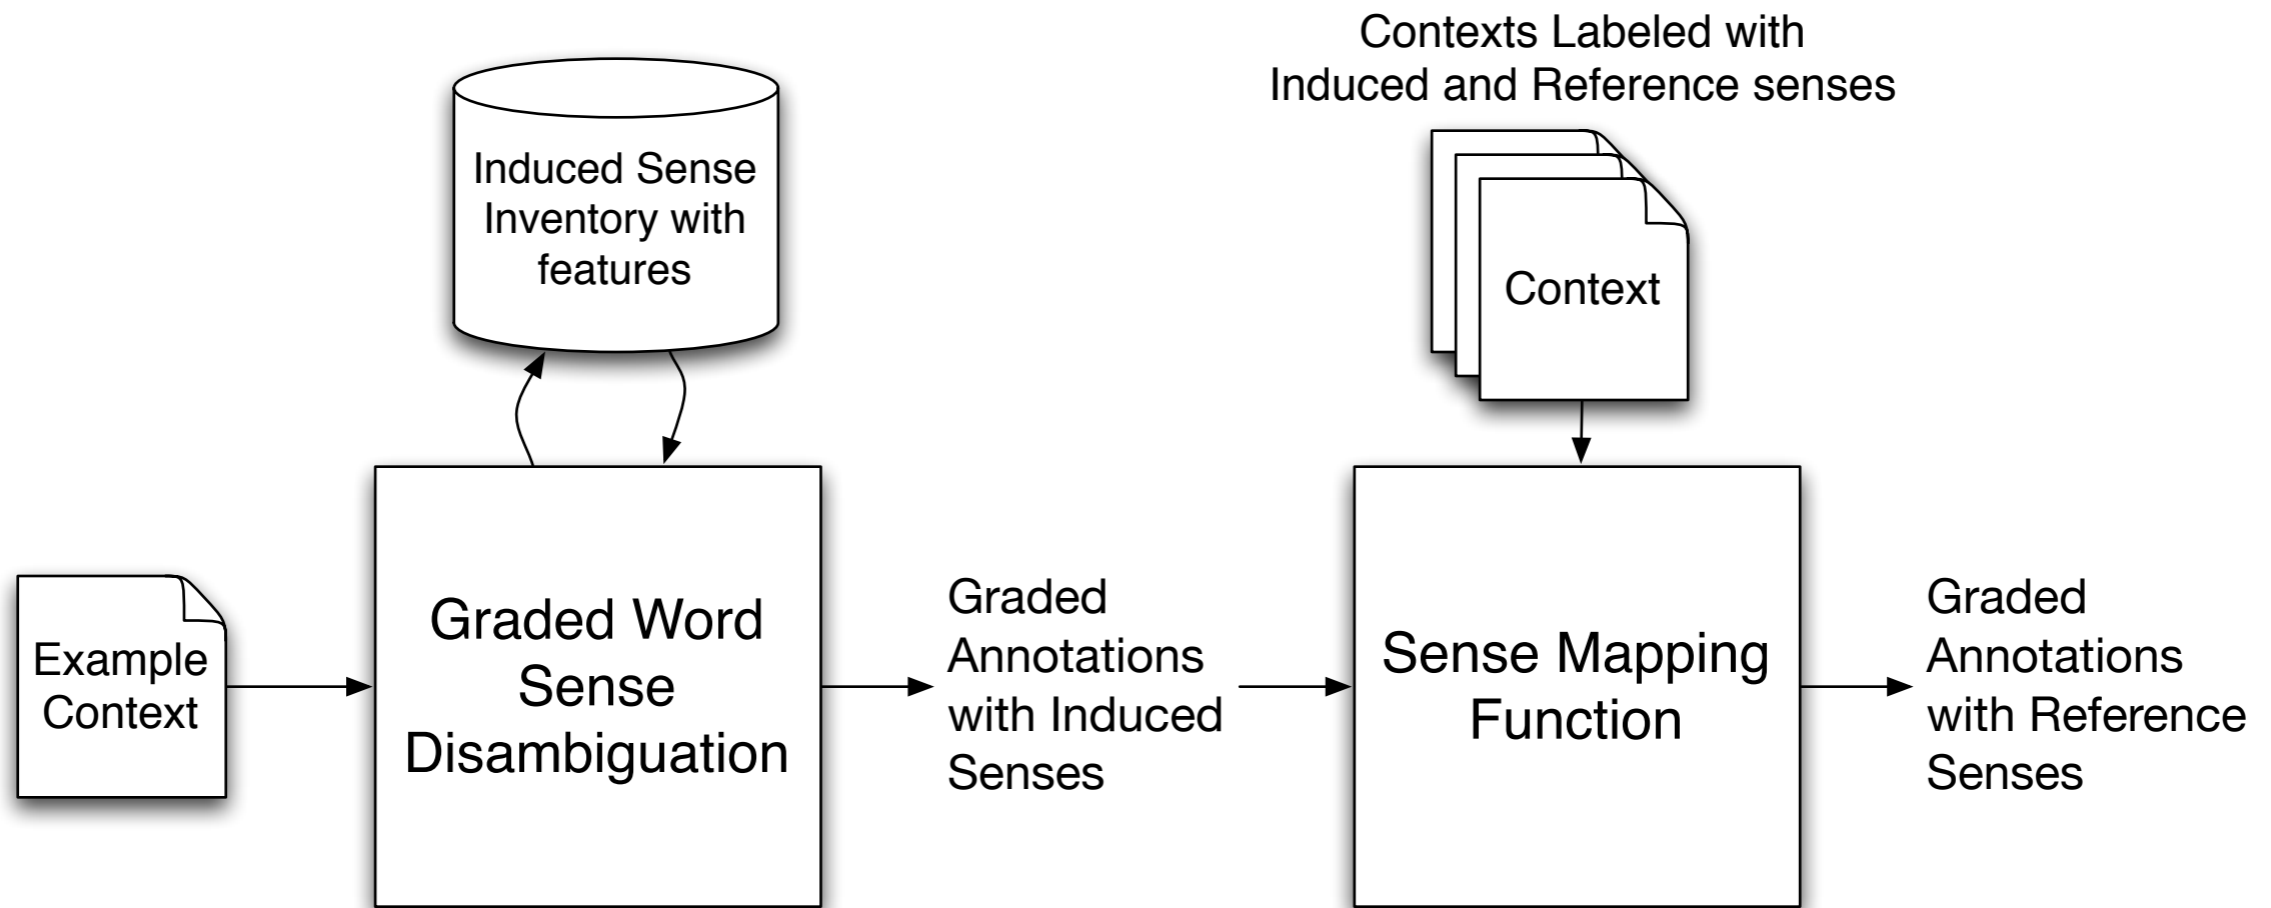 Contexts Labeled with
Induced and Reference senses
Induced Sense
Inventory with
features
Context
Example
Context
Graded Word
Sense
Disambiguation
Graded
Annotations
with Induced
Senses
Sense Mapping
Function
Graded
Annotations
with Reference
Senses